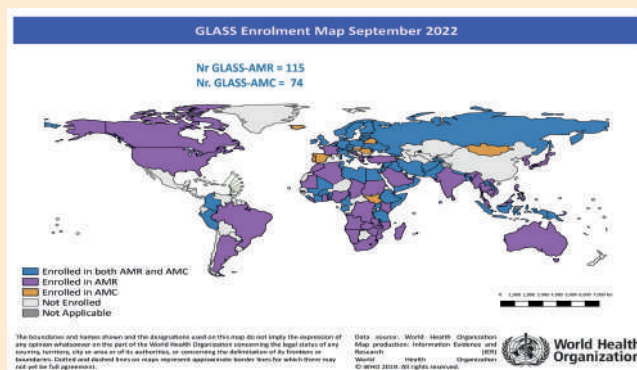 GLASS Enrolment Map September 2022
Nr GLASS-AMR = 115
Nr. GLASS-AMC = 74
Enrolled in both AMR and AMC
Enrolled in AMR
Enrolled in AMC
Not Enrolled
Not Applicable
The boundaries and names shown and the designations used on this map do not imply the expression of
any opinion whatsoever on the part of the World Health Organization concerning the legal status of any
country, territory, city or area or of its authorities, or concerning the delimitation of its frontiers or
boundaries. Dotted and dashed lines on maps represent approximate border lines for which there may
not yet be full agreement.
Data source: World Health Organization
Map production: Information Evidence and
Research (IER)
World Health Organization
© WHO 2019. All rights reserved.
World Health
Organization